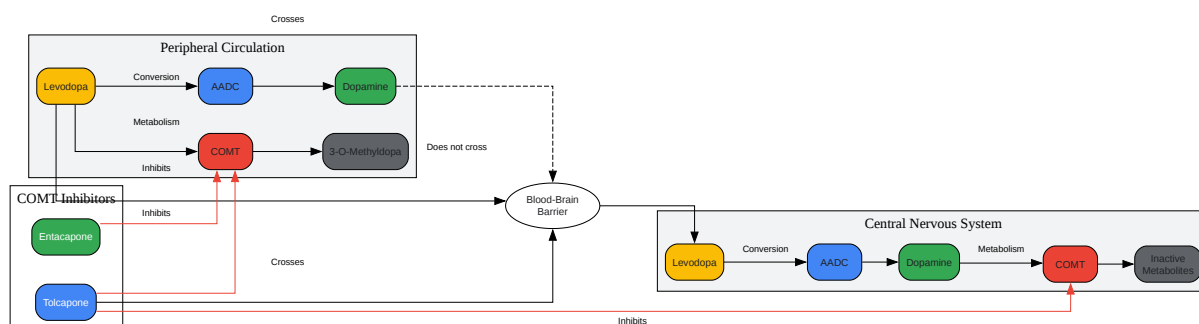 Crosses
Peripheral Circulation
Levodopa
Conversion
AADC
Dopamine
Metabolism
COMT
3-O-Methyldopa
Does not cross
Inhibits
COMT Inhibitors
Inhibits
Entacapone
Crosses
Tolcapone
Blood-Brain
Barrier
Central Nervous System
Levodopa
Conversion
AADC
Dopamine
Metabolism
COMT
Inactive
Metabolites
Inhibits